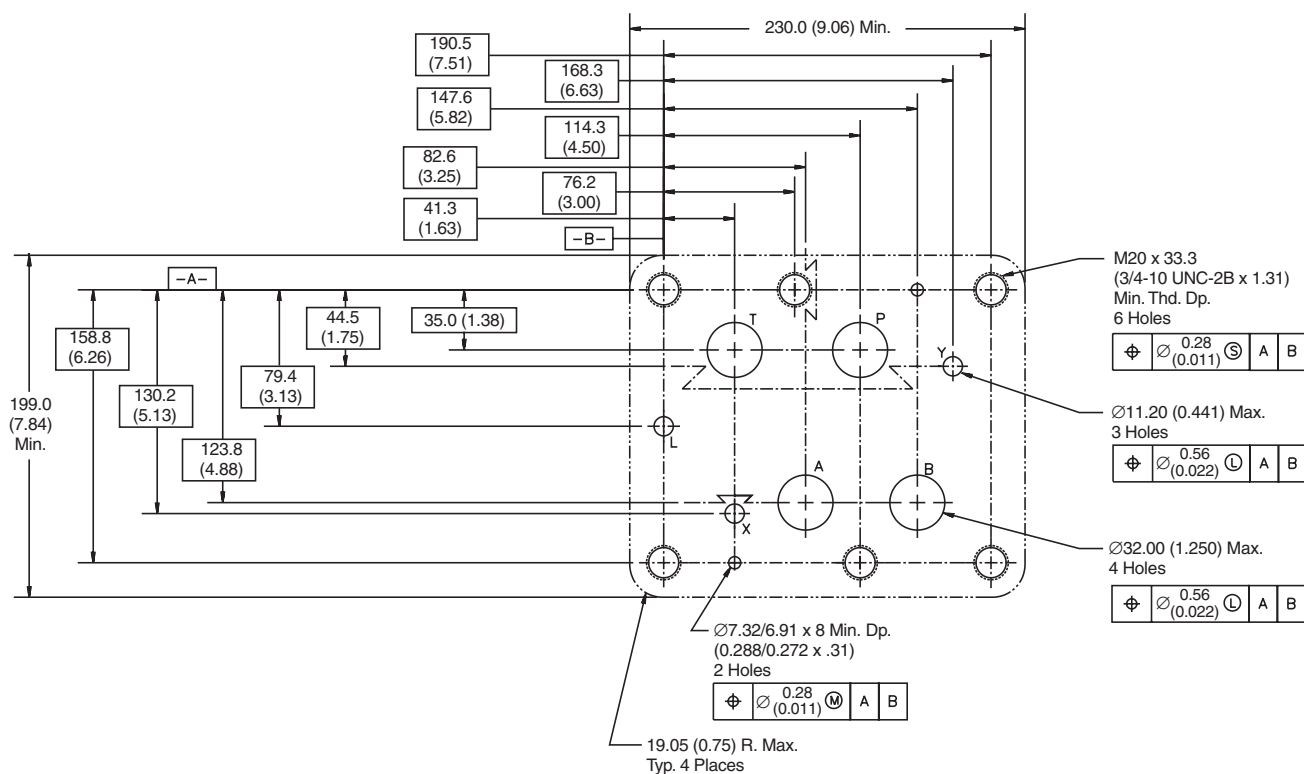 230.0 (9.06) Min.
190.5
(7.51)
168.3
(6.63)
147.6
(5.82)
114.3
(4.50)
82.6
(3.25)
76.2
(3.00)
41.3
(1.63)
-B-
-A-
44.5
(1.75)
35.0 (1.38)
158.8
(6.26)
130.2
(5.13)
79.4
(3.13)
123.8
(4.88)
199.0
(7.84)
Min.
T
P
Y
L
A
B
X
M20 x 33.3
(3/4-10 UNC-2B x 1.31)
Min. Thd. Dp.
6 Holes
⌖ ∅ 0.28 Ⓢ A B
(0.011)
∅11.20 (0.441) Max.
3 Holes
⌖ ∅ 0.56 Ⓛ A B
(0.022)
∅32.00 (1.250) Max.
4 Holes
⌖ ∅ 0.56 Ⓛ A B
(0.022)
∅7.32/6.91 x 8 Min. Dp.
(0.288/0.272 x .31)
2 Holes
⌖ ∅ 0.28 Ⓜ A B
(0.011)
19.05 (0.75) R. Max.
Typ. 4 Places